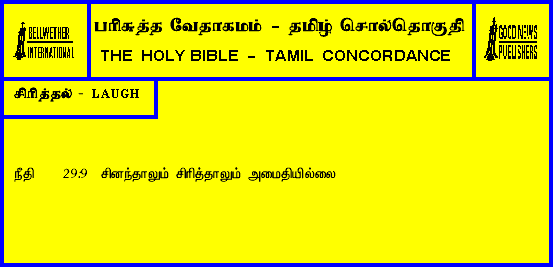 BELLWETHER
INTERNATIONAL
பரிசுத்த வேதாகமம் - தமிழ் சொல்தொகுதி
THE HOLY BIBLE - TAMIL CONCORDANCE
GOOD NEWS
PUBLISHERS
சிரித்தல் - LAUGH
நீதி 29:9 சினந்தாலும் சிரித்தாலும் அமைதியில்லை